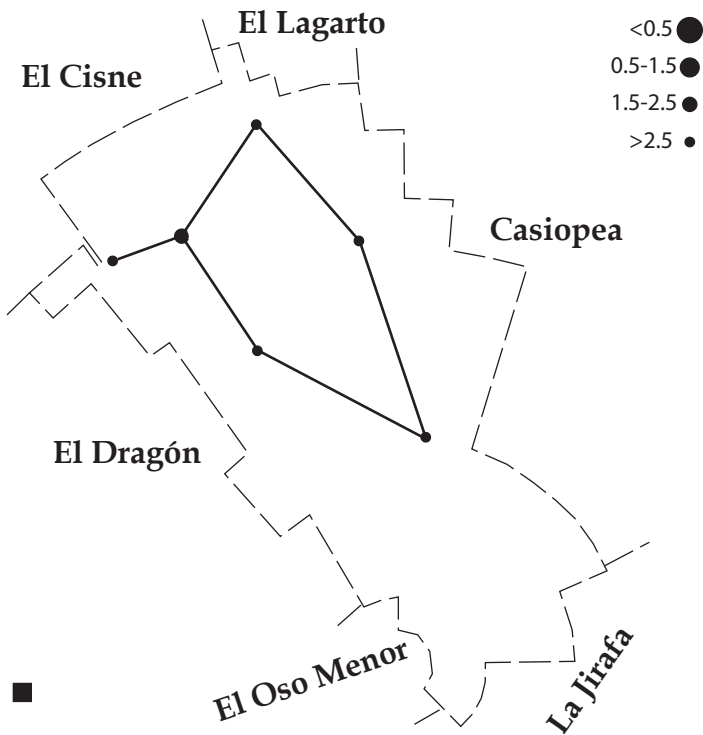 El Lagarto
<0.5
El Cisne
0.5-1.5
1.5-2.5
>2.5
Casiopea
El Dragón
El Oso Menor
La Jirafa